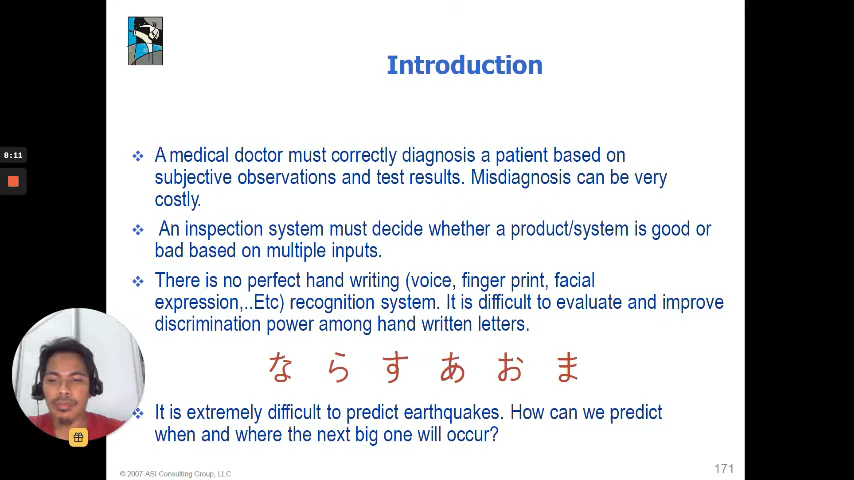 Introduction
8:11
A medical doctor must correctly diagnosis a patient based on
subjective observations and test results. Misdiagnosis can be very
costly.
An inspection system must decide whether a product/system is good or
bad based on multiple inputs.
There is no perfect hand writing (voice, finger print, facial
expression,..Etc) recognition system. It is difficult to evaluate and improve
discrimination power among hand written letters.
な ら す あ お ま
It is extremely difficult to predict earthquakes. How can we predict
when and where the next big one will occur?
© 2007 ASI Consulting Group, LLC
171